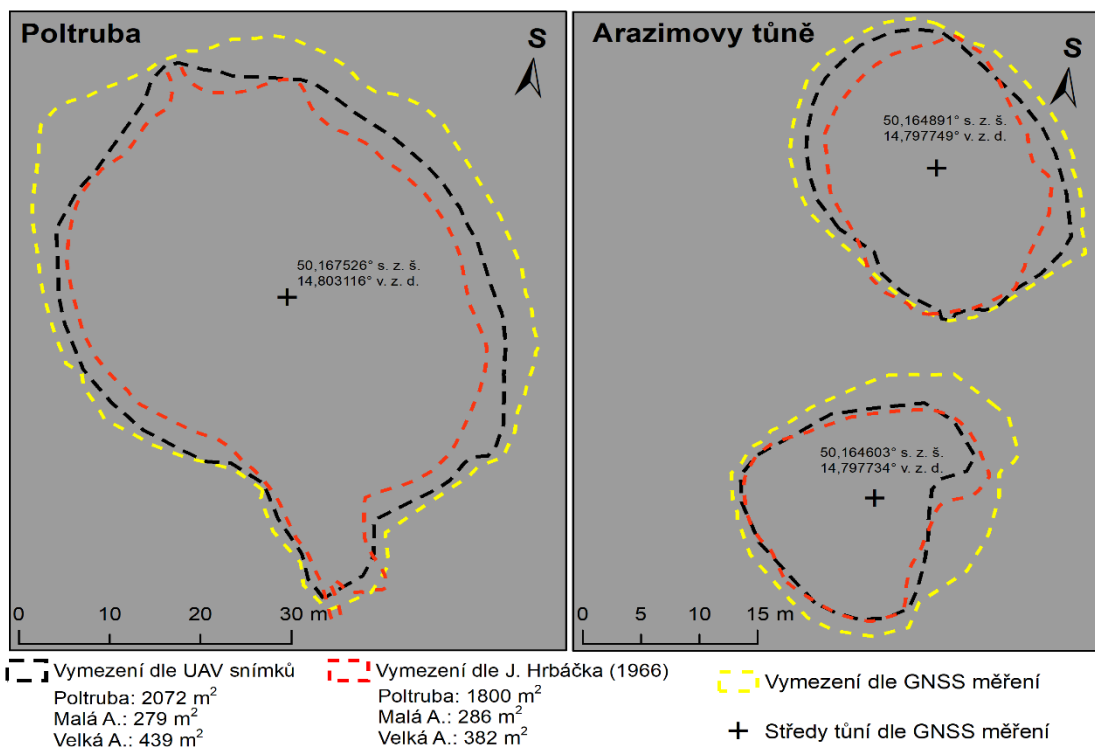 Poltruba
S
50,167526° s. z. š.
14,803116° v. z. d.
0 10 20 30 m
Arazimovy tůně
S
50,164891° s. z. š.
14,797749° v. z. d.
50,164603° s. z. š.
14,797734° v. z. d.
0 5 10 15 m
Vymezení dle UAV snímků
Poltruba: 2072 m²
Malá A.: 279 m²
Velká A.: 439 m²
Vymezení dle J. Hrbáčka (1966)
Poltruba: 1800 m²
Malá A.: 286 m²
Velká A.: 382 m²
Vymezení dle GNSS měření
Středy tůní dle GNSS měření